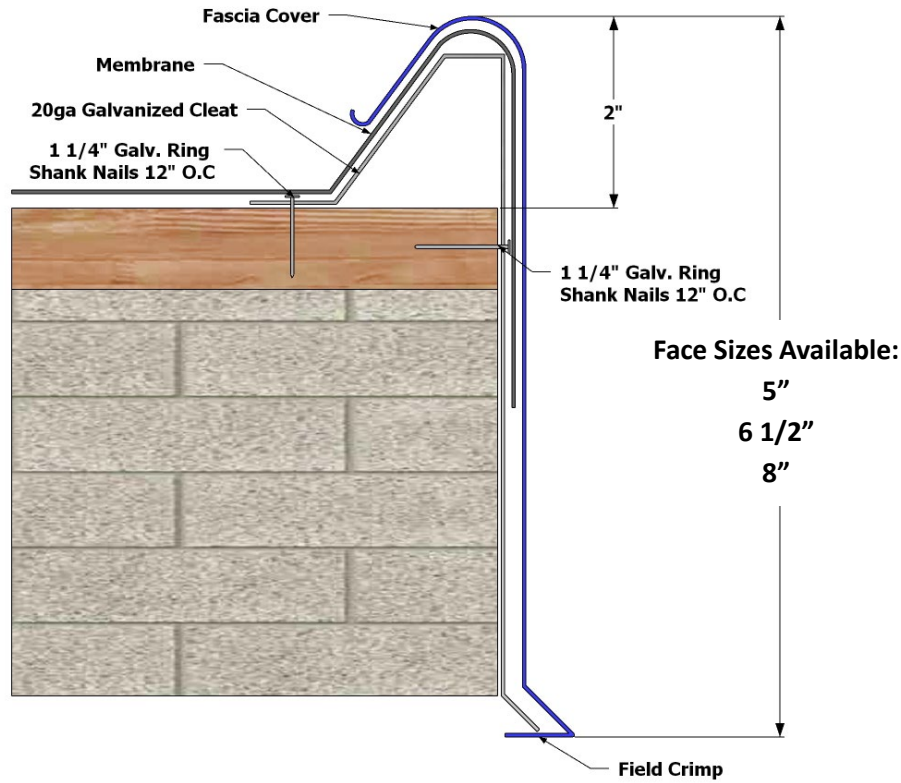 Fascia Cover
Membrane
20ga Galvanized Cleat
1 1/4" Galv. Ring
Shank Nails 12" O.C
2"
1 1/4" Galv. Ring
Shank Nails 12" O.C
Face Sizes Available:
5”
6 1/2”
8”
Field Crimp